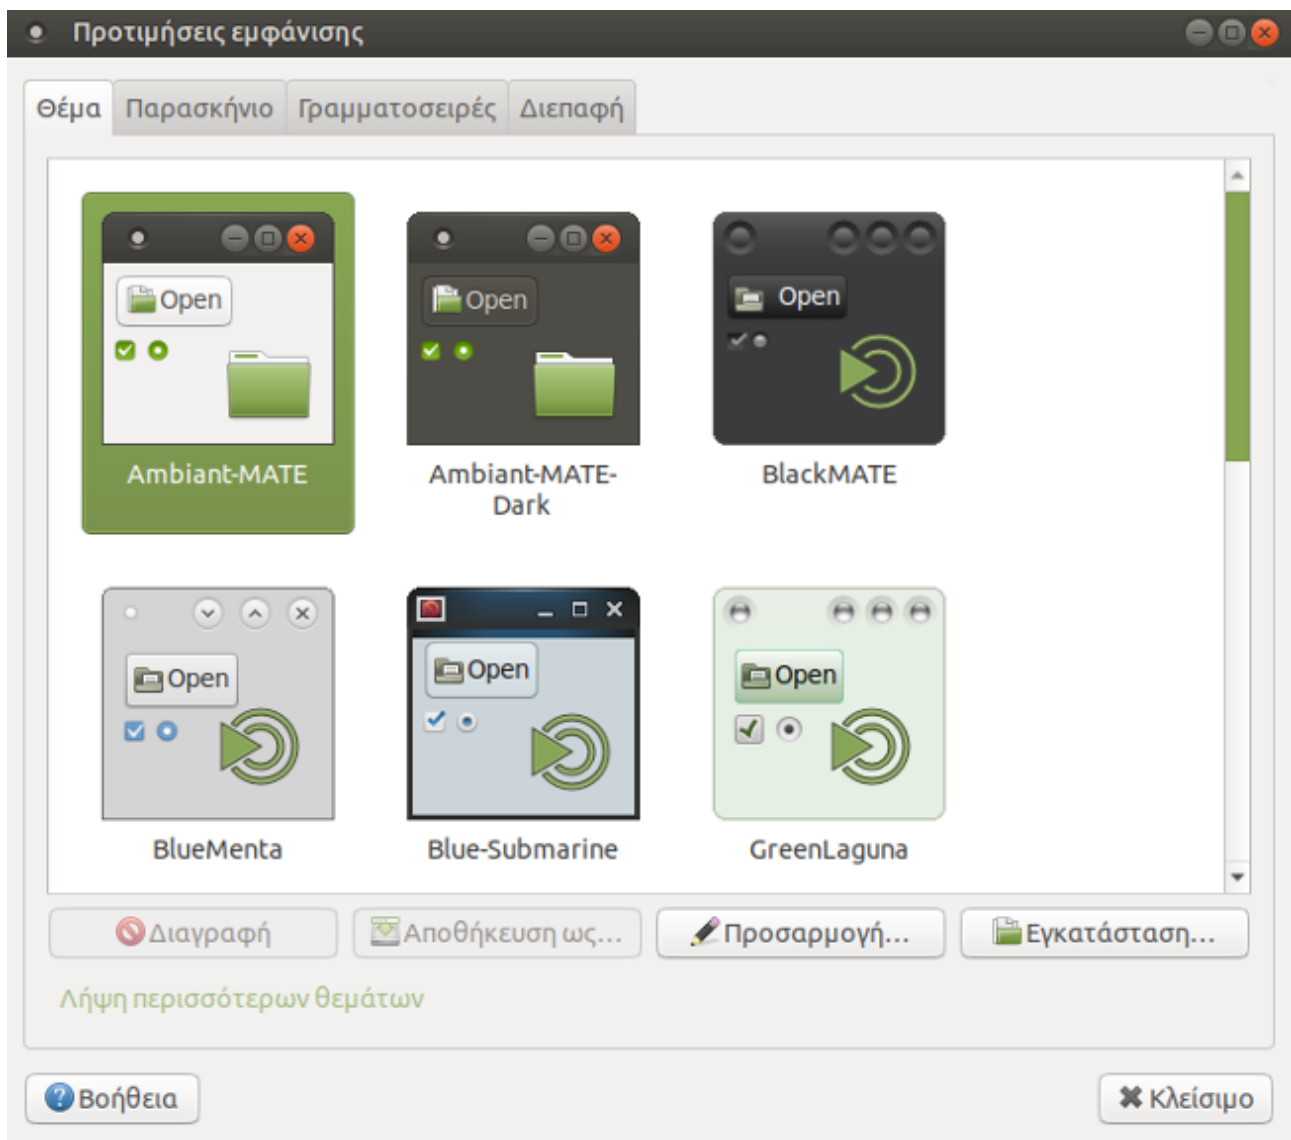 Προτιμήσεις εμφάνισης
Θέμα Παρασκήνιο Γραμματοσειρές Διεπαφή
Open Open Open
Ambiant-MATE Ambiant-MATE- BlackMATE
Dark
Open Open Open
BlueMenta Blue-Submarine GreenLaguna
Διαγραφή Αποθήκευση ως... Προσαρμογή... Εγκατάσταση...
Λήψη περισσότερων θεμάτων
Βοήθεια Κλείσιμο